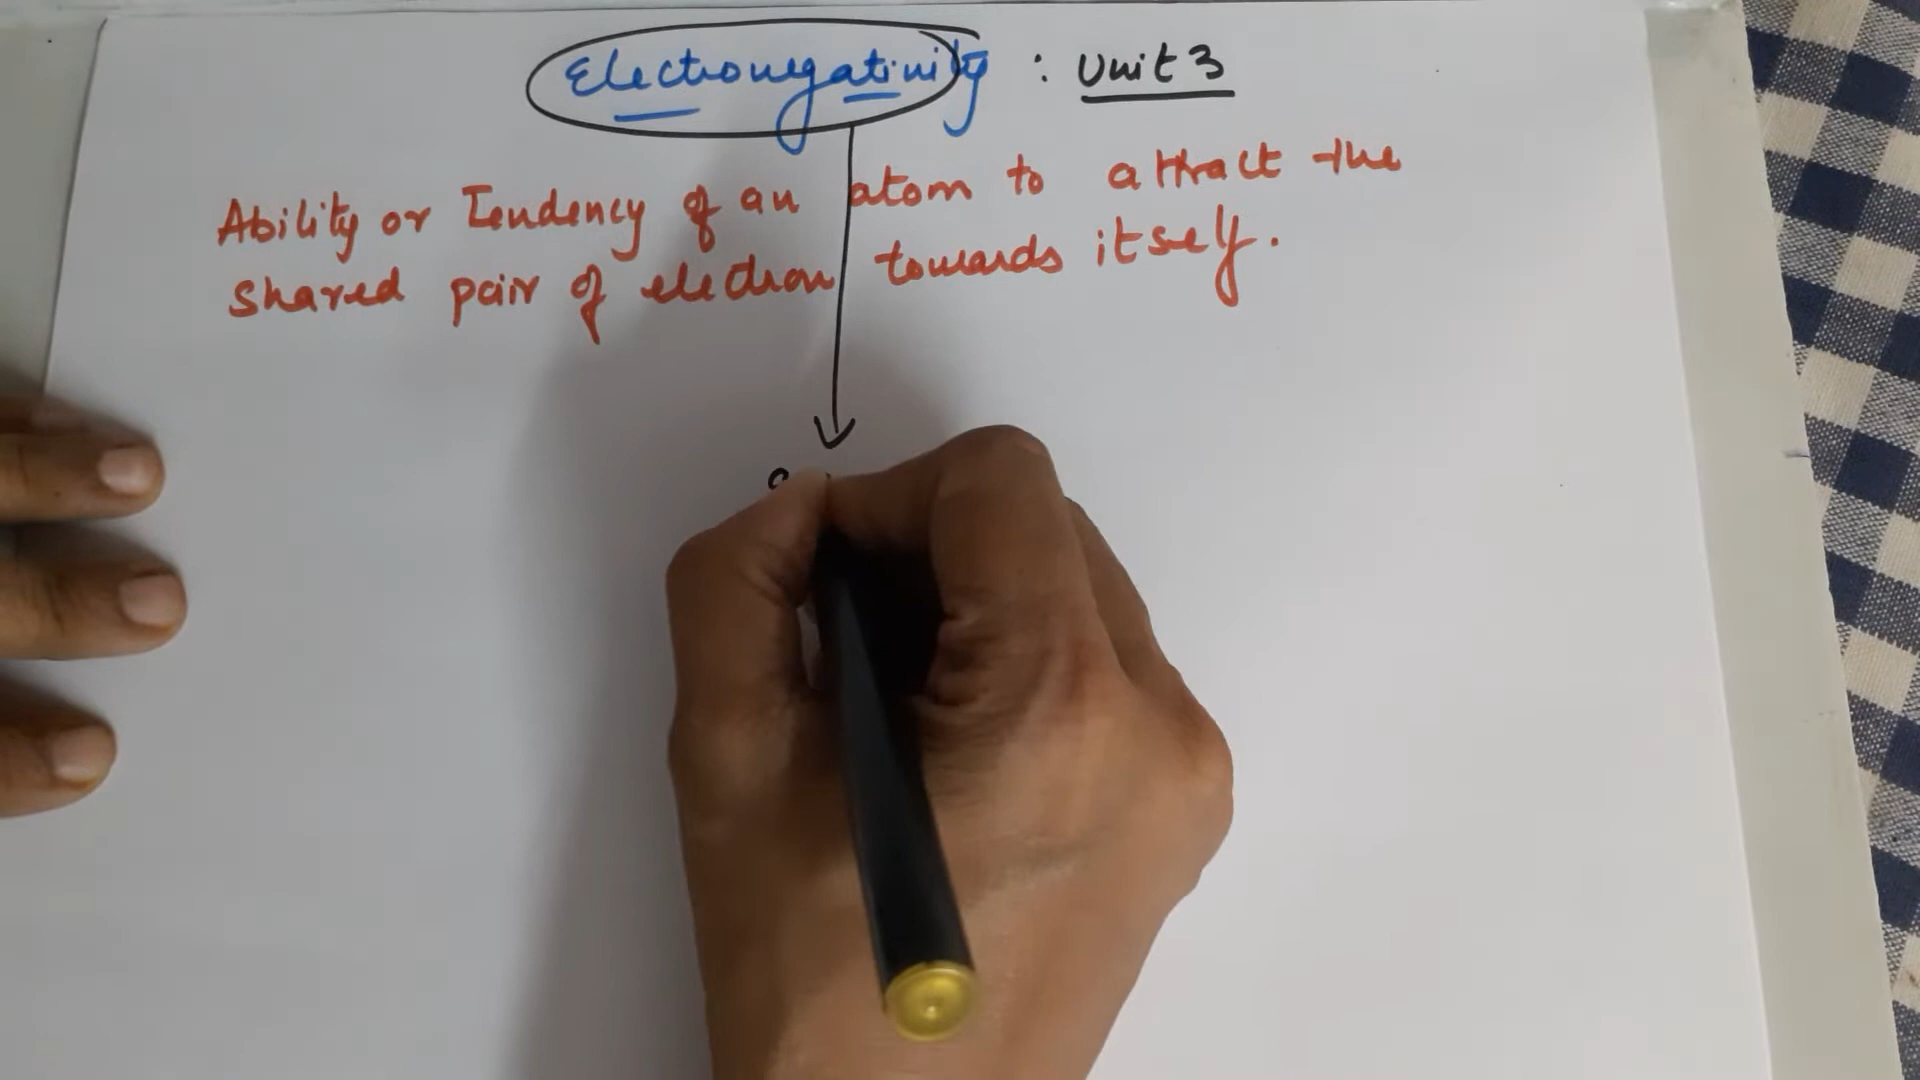 Electronegativity : Unit 3
Ability or Tendency of an atom to attract the
shared pair of electron towards itself.